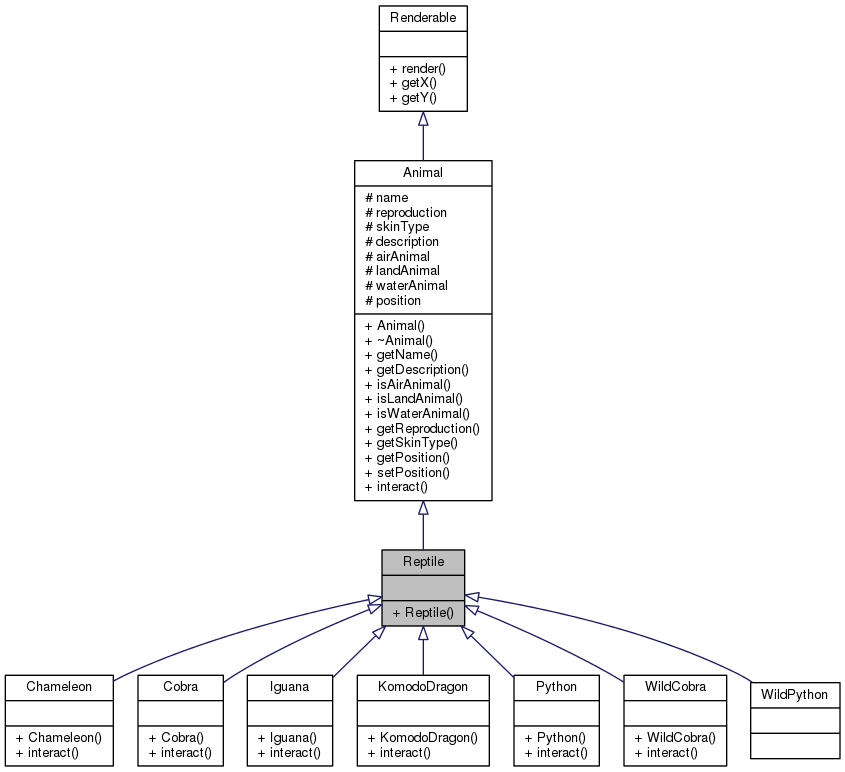 Renderable
+ render()
+ getX()
+ getY()
Animal
# name
# reproduction
# skinType
# description
# airAnimal
# landAnimal
# waterAnimal
# position
+ Animal()
+ ~Animal()
+ getName()
+ getDescription()
+ isAirAnimal()
+ isLandAnimal()
+ isWaterAnimal()
+ getReproduction()
+ getSkinType()
+ getPosition()
+ setPosition()
+ interact()
Reptile
+ Reptile()
Chameleon
+ Chameleon()
+ interact()
Cobra
+ Cobra()
+ interact()
Iguana
+ Iguana()
+ interact()
KomodoDragon
+ KomodoDragon()
+ interact()
Python
+ Python()
+ interact()
WildCobra
+ WildCobra()
+ interact()
WildPython